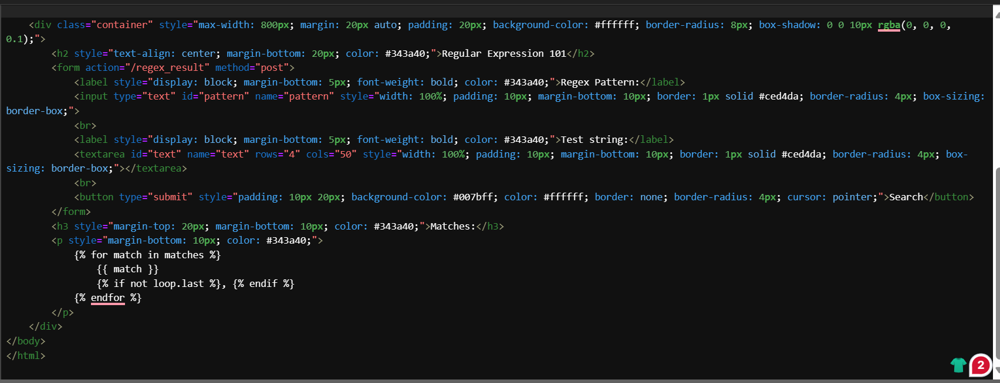 <div class="container" style="max-width: 800px; margin: 20px auto; padding: 20px; background-color: #ffffff; border-radius: 8px; box-shadow: 0 0 10px rgba(0, 0, 0,
0.1);">
<h2 style="text-align: center; margin-bottom: 20px; color: #343a40;">Regular Expression 101</h2>
<form action="/regex_result" method="post">
<label style="display: block; margin-bottom: 5px; font-weight: bold; color: #343a40;">Regex Pattern:</label>
<input type="text" id="pattern" name="pattern" style="width: 100%; padding: 10px; margin-bottom: 10px; border: 1px solid #ced4da; border-radius: 4px; box-sizing:
border-box;">
<br>
<label style="display: block; margin-bottom: 5px; font-weight: bold; color: #343a40;">Test string:</label>
<textarea id="text" name="text" rows="4" cols="50" style="width: 100%; padding: 10px; margin-bottom: 10px; border: 1px solid #ced4da; border-radius: 4px; box-
sizing: border-box;"></textarea>
<br>
<button type="submit" style="padding: 10px 20px; background-color: #007bff; color: #ffffff; border: none; border-radius: 4px; cursor: pointer;">Search</button>
</form>
<h3 style="margin-top: 20px; margin-bottom: 10px; color: #343a40;">Matches:</h3>
<p style="margin-bottom: 10px; color: #343a40;">
{% for match in matches %}
{{ match }}
{% if not loop.last %}, {% endif %}
{% endfor %}
</p>
</div>
</body>
</html>
2